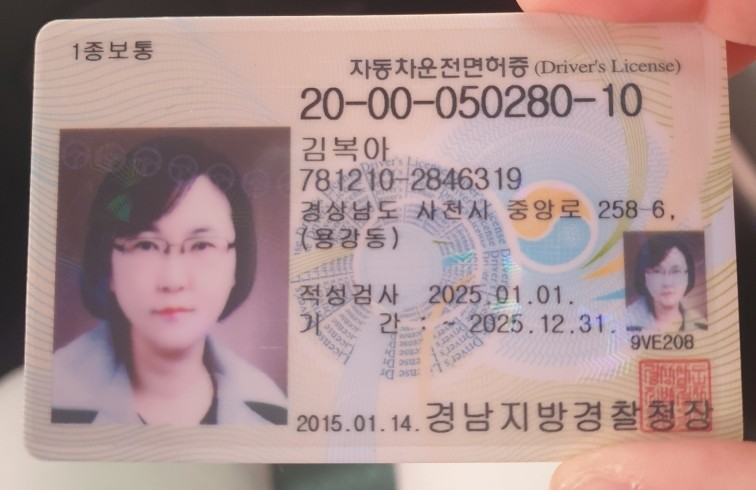 1종보통
자동차운전면허증 (Driver's License)
20-00-050280-10
김복아
781210-2846319
경상남도 사천시 중앙로 258-6,
(용강동)
적성검사 2025.01.01.
기 간 : ~ 2025.12.31.
9VE208
2015.01.14. 경남지방경찰청장